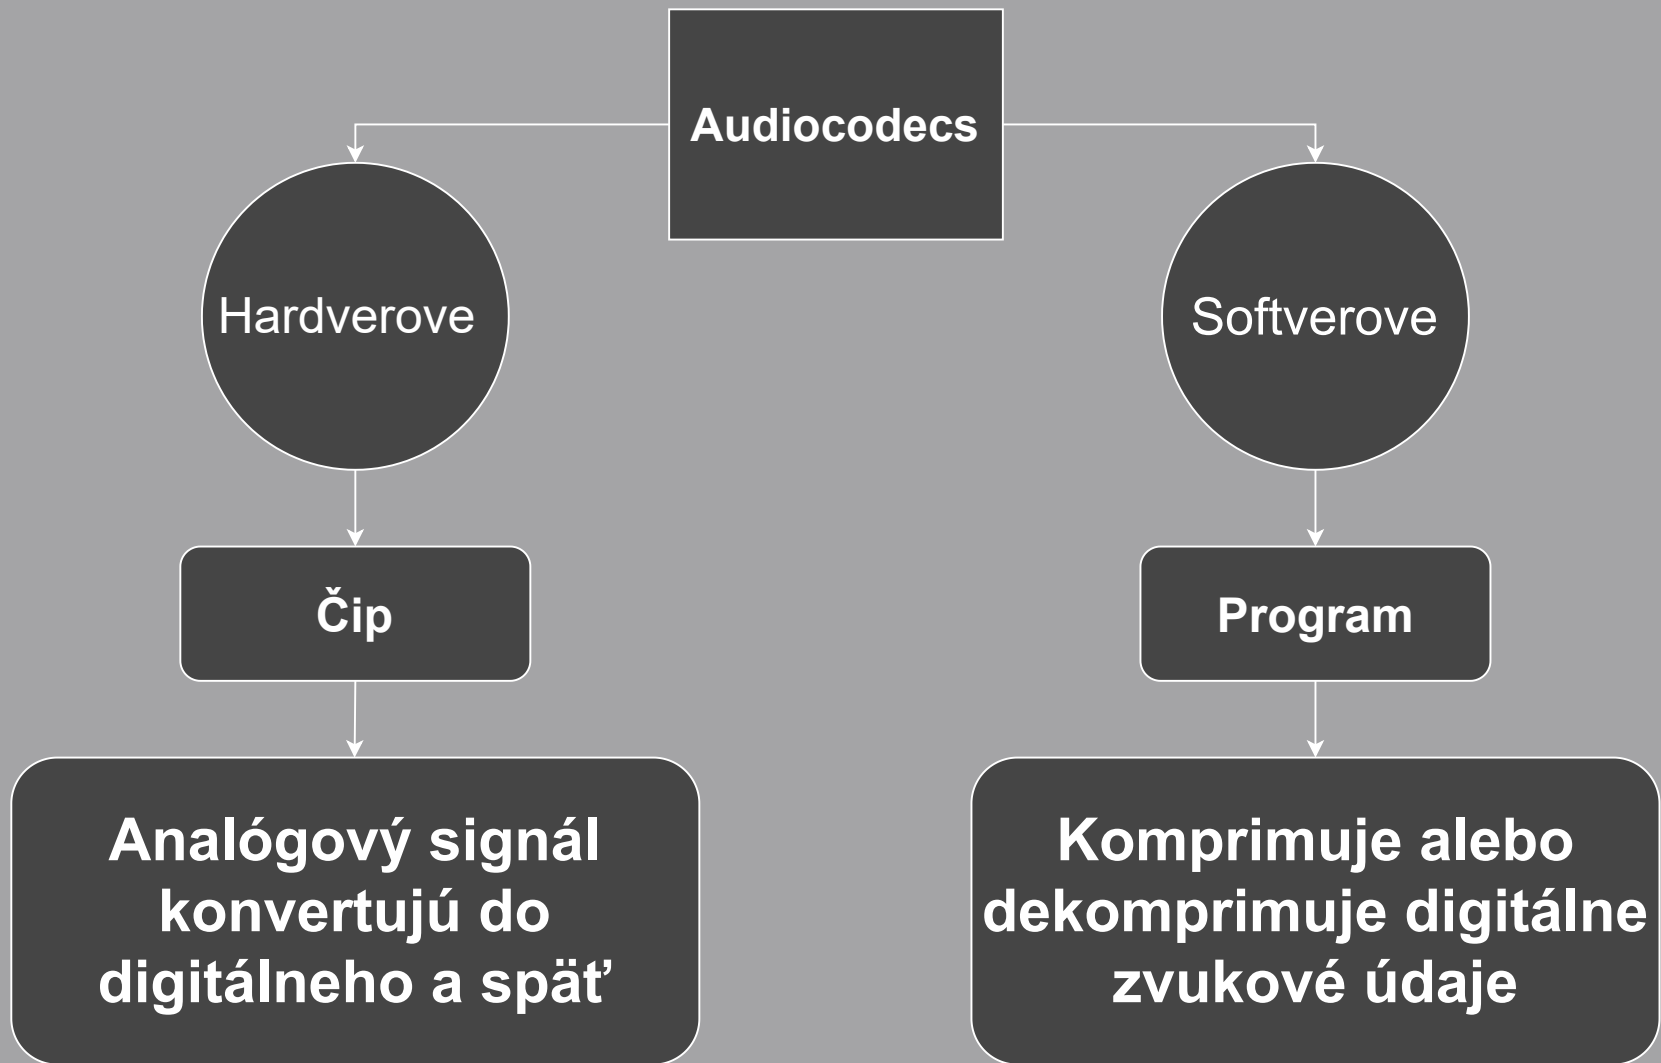 Audiocodecs
Hardverove
Softverove
Čip
Program
Analógový signál
konvertujú do
digitálneho a späť
Komprimuje alebo
dekomprimuje digitálne
zvukové údaje